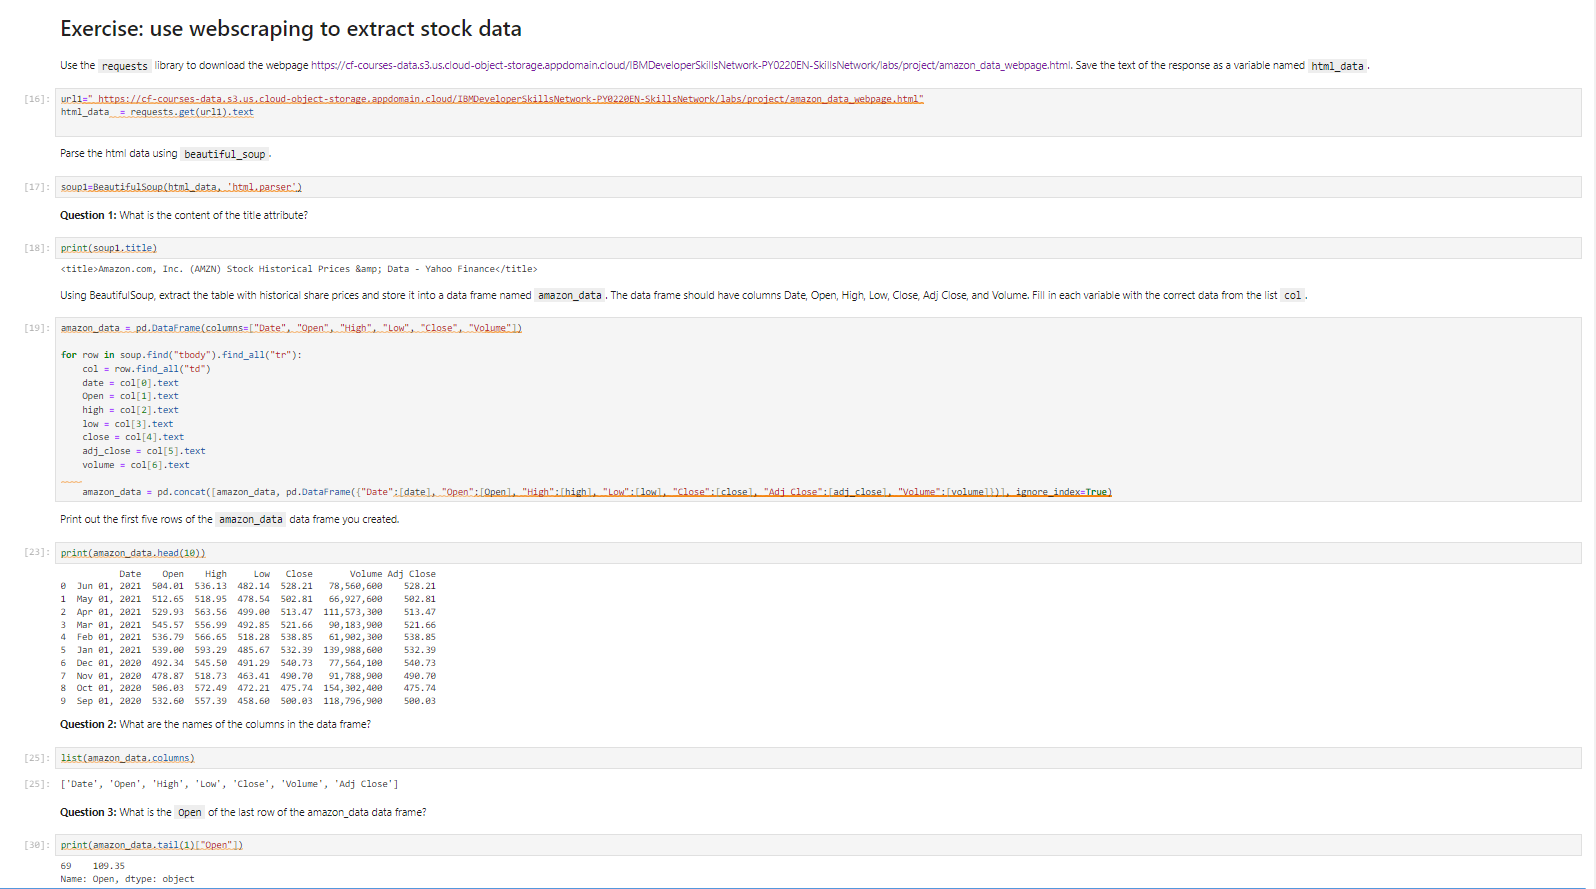 Exercise: use webscraping to extract stock data
Use the requests library to download the webpage https://cf-courses-data.s3.us.cloud-object-storage.appdomain.cloud/IBMDeveloperSkillsNetwork-PY0220EN-SkillsNetwork/labs/project/amazon_data_webpage.html. Save the text of the response as a variable named html_data.
[16]: url1=" https://cf-courses-data.s3.us.cloud-object-storage.appdomain.cloud/IBMDeveloperSkillsNetwork-PY0220EN-SkillsNetwork/labs/project/amazon_data_webpage.html"
html_data  = requests.get(url1).text
Parse the html data using beautiful_soup.
[17]: soup1=BeautifulSoup(html_data, 'html.parser')
Question 1: What is the content of the title attribute?
[18]: print(soup1.title)
<title>Amazon.com, Inc. (AMZN) Stock Historical Prices &amp; Data - Yahoo Finance</title>
Using BeautifulSoup, extract the table with historical share prices and store it into a data frame named amazon_data. The data frame should have columns Date, Open, High, Low, Close, Adj Close, and Volume. Fill in each variable with the correct data from the list col.
[19]: amazon_data = pd.DataFrame(columns=["Date", "Open", "High", "Low", "Close", "Volume"])
for row in soup.find("tbody").find_all("tr"):
    col = row.find_all("td")
    date = col[0].text
    Open = col[1].text
    high = col[2].text
    low = col[3].text
    close = col[4].text
    adj_close = col[5].text
    volume = col[6].text
    amazon_data = pd.concat([amazon_data, pd.DataFrame({"Date":[date], "Open":[Open], "High":[high], "Low":[low], "Close":[close], "Adj Close":[adj_close], "Volume":[volume]})], ignore_index=True)
Print out the first five rows of the amazon_data data frame you created.
[23]: print(amazon_data.head(10))
Date    Open    High     Low   Close       Volume Adj Close
0  Jun 01, 2021  504.01  536.13  482.14  528.21   78,560,600    528.21
1  May 01, 2021  512.65  518.95  478.54  502.81   66,927,600    502.81
2  Apr 01, 2021  529.93  563.56  499.00  513.47  111,573,300    513.47
3  Mar 01, 2021  545.57  556.99  492.85  521.66   90,183,900    521.66
4  Feb 01, 2021  536.79  566.65  518.28  538.85   61,902,300    538.85
5  Jan 01, 2021  539.00  593.29  485.67  532.39  139,988,600    532.39
6  Dec 01, 2020  492.34  545.50  491.29  540.73   77,564,100    540.73
7  Nov 01, 2020  478.87  518.73  463.41  490.70   91,788,900    490.70
8  Oct 01, 2020  506.03  572.49  472.21  475.74  154,302,400    475.74
9  Sep 01, 2020  532.60  557.39  458.60  500.03  118,796,900    500.03
Question 2: What are the names of the columns in the data frame?
[25]: list(amazon_data.columns)
[25]: ['Date', 'Open', 'High', 'Low', 'Close', 'Volume', 'Adj Close']
Question 3: What is the Open of the last row of the amazon_data data frame?
[30]: print(amazon_data.tail(1)["Open"])
69    109.35
Name: Open, dtype: object